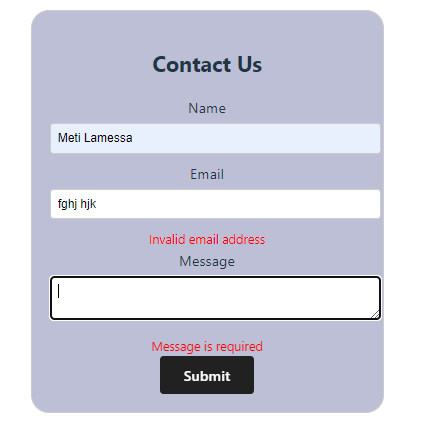 Contact Us
Name
Meti Lamessa
Email
fghj hjk
Invalid email address
Message
Message is required
Submit